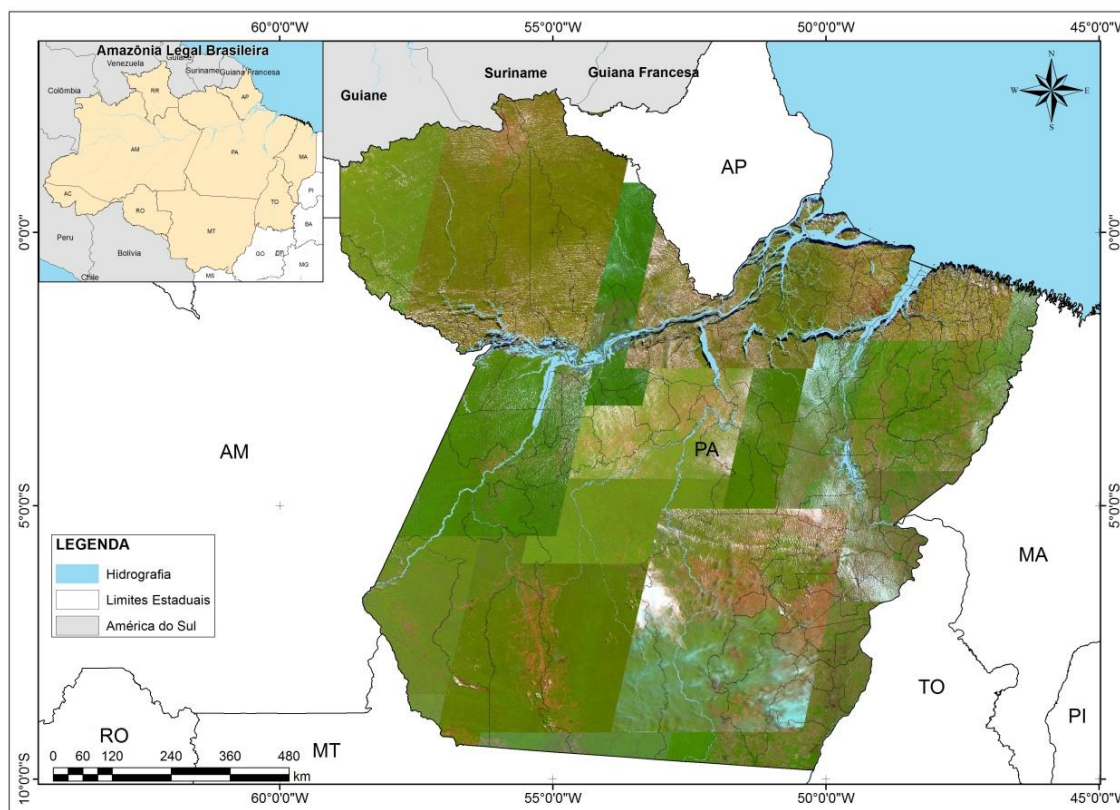 60°0'0"W
55°0'0"W
50°0'0"W
45°0'0"W
Amazônia Legal Brasileira
Venezuela
Guiane
Suriname
Guiana Francesa
Colômbia
RR
AP
AM
PA
MA
PI
AC
RO
TO
BA
MT
Peru
Bolívia
GO
DF
MG
Chile
MS
Suriname
Guiana Francesa
Guiane
N
W
E
S
AP
0°0'0"
0°0'0"
AM
PA
5°0'0"S
5°0'0"S
MA
LEGENDA
Hidrografia
Limites Estaduais
América do Sul
TO
PI
RO
MT
0 60 120 240 360 480
km
10°0'0"S
10°0'0"S
60°0'0"W
55°0'0"W
50°0'0"W
45°0'0"W